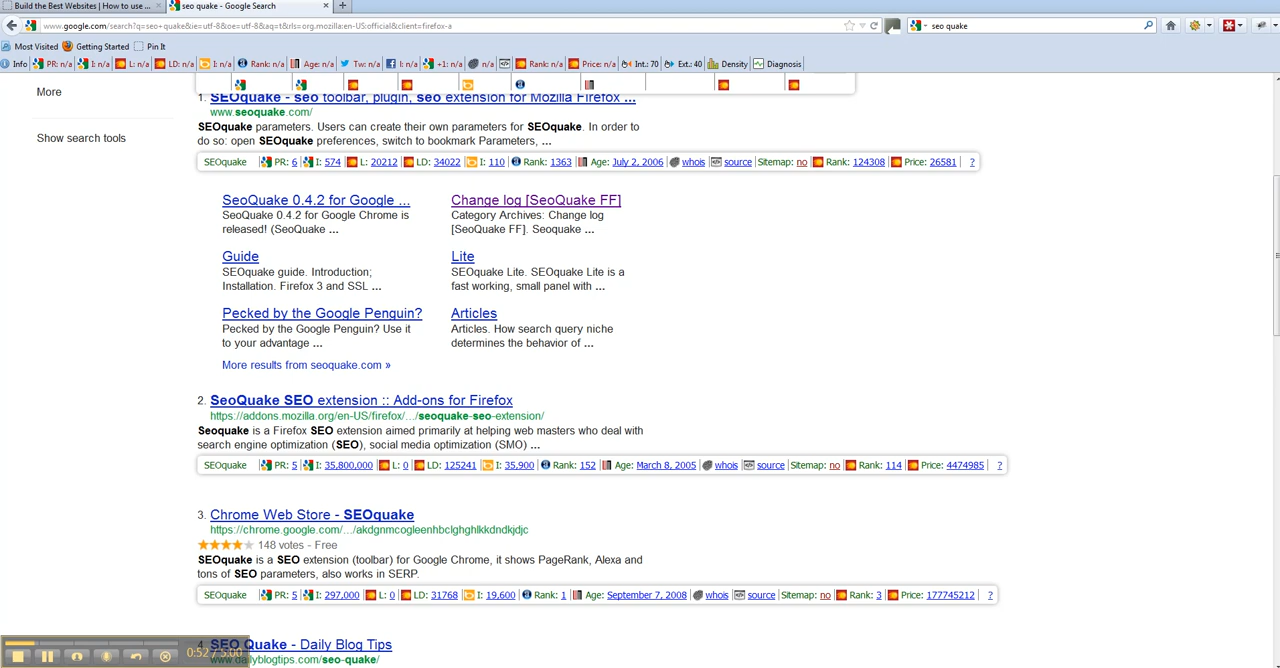 Build the Best Websites | How to use ...
seo quake - Google Search
www.google.com/search?q=seo+quake&ie=utf-8&oe=utf-8&aq=t&rls=org.mozilla:en-US:official&client=firefox-a
seo quake
Most Visited Getting Started Pin It
Info PR: n/a I: n/a L: n/a LD: n/a I: n/a Rank: n/a Age: n/a Tw: n/a I: n/a +1: n/a n/a Rank: n/a Price: n/a Int.: 70 Ext.: 40 Density Diagnosis
More
Show search tools
1. SEOquake - seo toolbar, plugin, seo extension for Mozilla Firefox ...
www.seoquake.com/
SEOquake parameters. Users can create their own parameters for SEOquake. In order to
do so: open SEOquake preferences, switch to bookmark Parameters, ...
SEOquake PR: 6 I: 574 L: 20212 LD: 34022 I: 110 Rank: 1363 Age: July 2, 2006 whois source Sitemap: no Rank: 124308 Price: 26581 ?
SeoQuake 0.4.2 for Google ...
SeoQuake 0.4.2 for Google Chrome is
released! (SeoQuake ...
Change log [SeoQuake FF]
Category Archives: Change log
[SeoQuake FF]. Seoquake ...
Guide
SEOquake guide. Introduction;
Installation. Firefox 3 and SSL ...
Lite
SEOquake Lite. SEOquake Lite is a
fast working, small panel with ...
Pecked by the Google Penguin?
Pecked by the Google Penguin? Use it
to your advantage ...
Articles
Articles. How search query niche
determines the behavior of ...
More results from seoquake.com »
2. SeoQuake SEO extension :: Add-ons for Firefox
https://addons.mozilla.org/en-US/firefox/.../seoquake-seo-extension/
Seoquake is a Firefox SEO extension aimed primarily at helping web masters who deal with
search engine optimization (SEO), social media optimization (SMO) ...
SEOquake PR: 5 I: 35,800,000 L: 0 LD: 125241 I: 35,900 Rank: 152 Age: March 8, 2005 whois source Sitemap: no Rank: 114 Price: 4474985 ?
3. Chrome Web Store - SEOquake
https://chrome.google.com/.../akdgnmcogleenhbclghghlkkdndkjdjc
148 votes - Free
SEOquake is a SEO extension (toolbar) for Google Chrome, it shows PageRank, Alexa and
tons of SEO parameters, also works in SERP.
SEOquake PR: 5 I: 297,000 L: 0 LD: 31768 I: 19,600 Rank: 1 Age: September 7, 2008 whois source Sitemap: no Rank: 3 Price: 177745212 ?
SEO Quake - Daily Blog Tips
www.dailyblogtips.com/seo-quake/
0:52 / 5:00